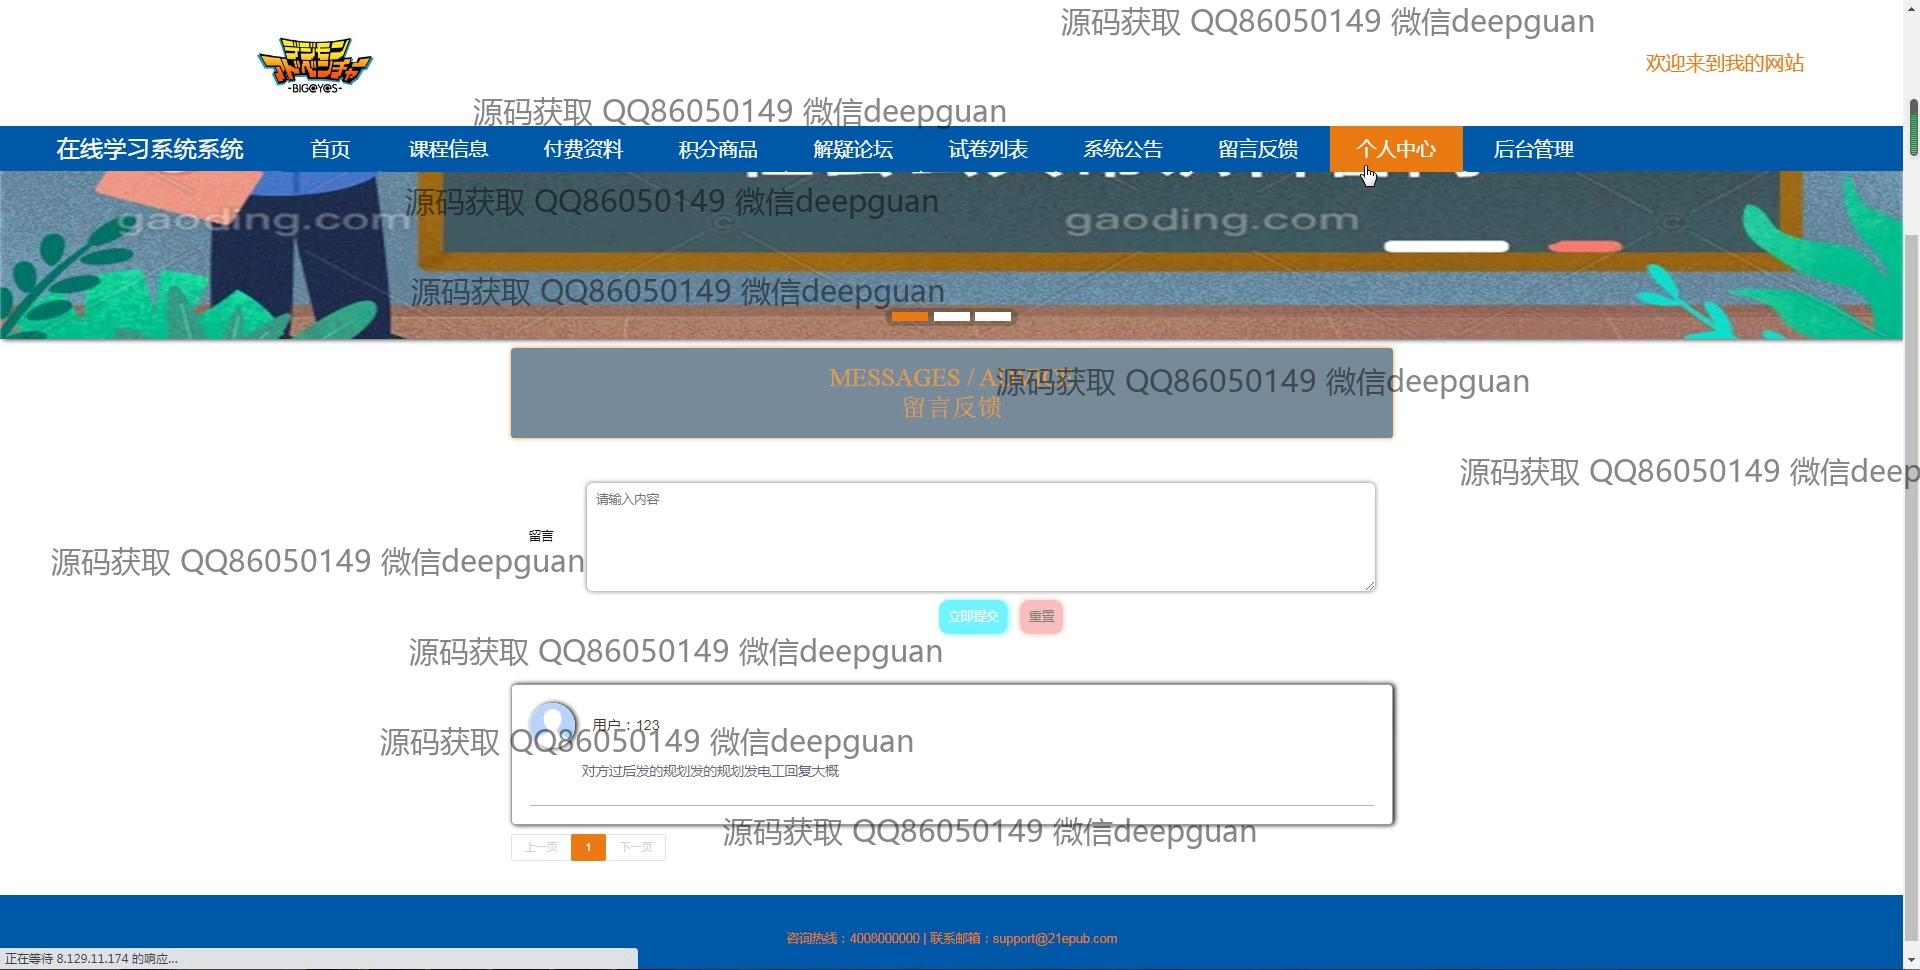 源码获取 QQ86050149 微信deepguan
デジモン
アドベンチャー
-BIG@Y@S-
欢迎来到我的网站
源码获取 QQ86050149 微信deepguan
在线学习系统系统 首页 课程信息 付费资料 积分商品 解疑论坛 试卷列表 系统公告 留言反馈 个人中心 后台管理
源码获取 QQ86050149 微信deepguan
gaoding.com gaoding.com
源码获取 QQ86050149 微信deepguan
MESSAGES /
源码获取 QQ86050149 微信deepguan
留言反馈
源码获取 QQ86050149 微信deep
请输入内容
留言
源码获取 QQ86050149 微信deepguan
立即提交 重置
源码获取 QQ86050149 微信deepguan
用户：123
源码获取 QQ86050149 微信deepguan
对方过后发的规划发的规划发电工回复大概
源码获取 QQ86050149 微信deepguan
上一页 1 下一页
咨询热线：4008000000 | 联系邮箱：support@21epub.com
正在等待 8.129.11.174 的响应...